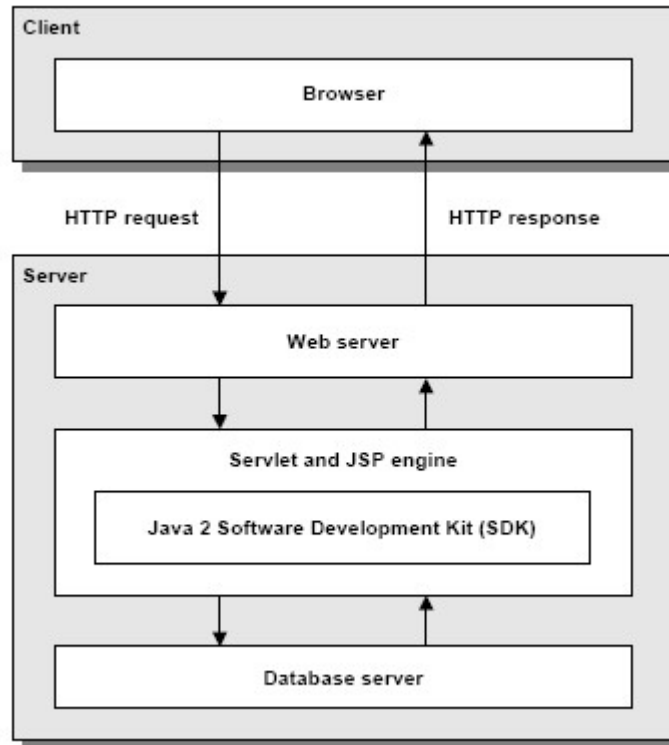 Client
Browser
HTTP request
HTTP response
Server
Web server
Servlet and JSP engine
Java 2 Software Development Kit (SDK)
Database server